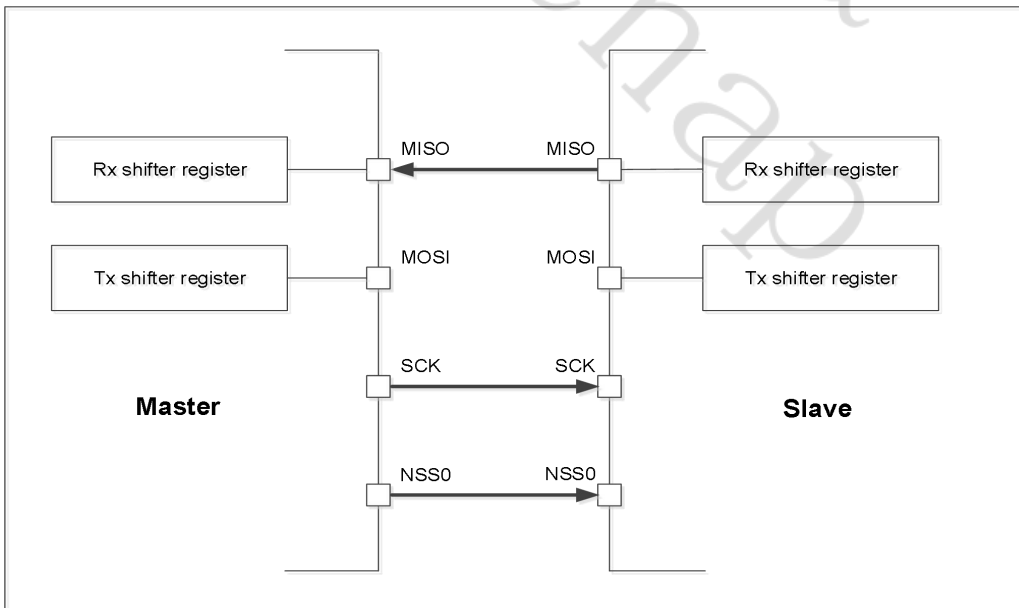 MISO MISO
Rx shifter register Rx shifter register
MOSI MOSI
Tx shifter register Tx shifter register
SCK SCK
Master Slave
NSS0 NSS0